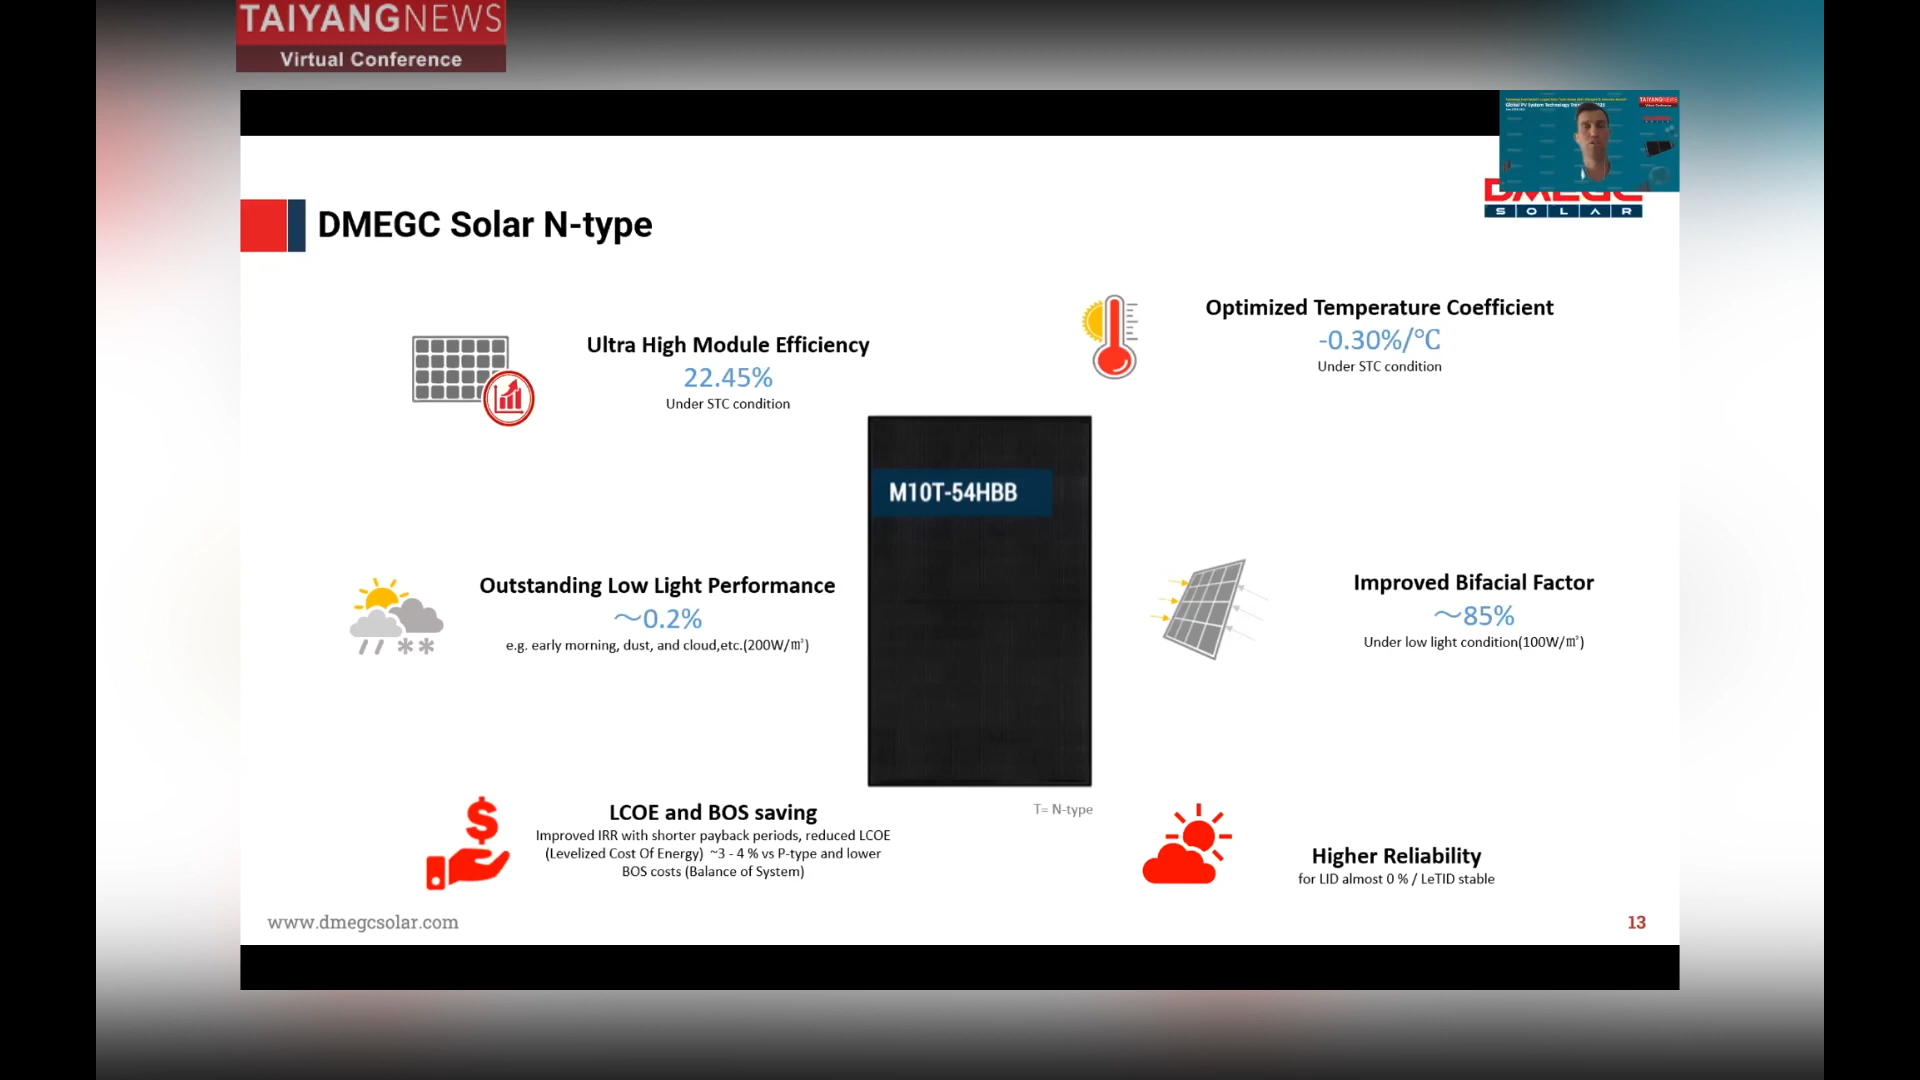 TAIYANGNEWS
Virtual Conference
TAIYANGNEWS
DMEGC
SOLAR
DMEGC Solar N-type
Ultra High Module Efficiency
22.45%
Under STC condition
Optimized Temperature Coefficient
-0.30%/℃
Under STC condition
M10T-54HBB
Outstanding Low Light Performance
～0.2%
e.g. early morning, dust, and cloud,etc.(200W/㎡)
Improved Bifacial Factor
～85%
Under low light condition(100W/㎡)
LCOE and BOS saving
Improved IRR with shorter payback periods, reduced LCOE
(Levelized Cost Of Energy) ~3 - 4 % vs P-type and lower
BOS costs (Balance of System)
T= N-type
Higher Reliability
for LID almost 0 % / LeTID stable
www.dmegcsolar.com
13